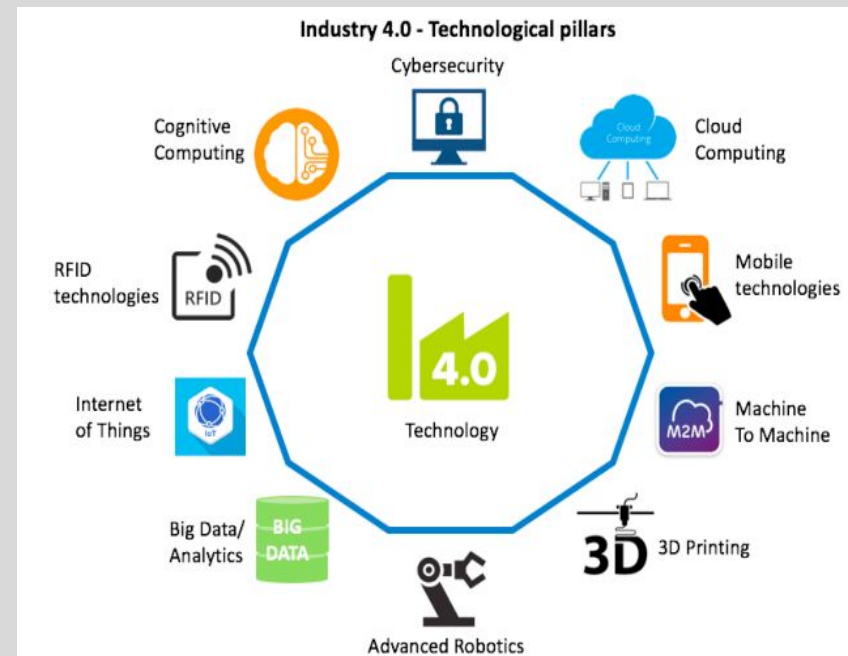 Industry 4.0 - Technological pillars
Cybersecurity
Cloud
Computing
Cloud
Computing
Mobile
technologies
Machine
To Machine
M2M
3D Printing
3D
Advanced Robotics
Big Data/
Analytics
BIG
DATA
Internet
of Things
IoT
RFID
technologies
RFID
Cognitive
Computing
4.0
Technology